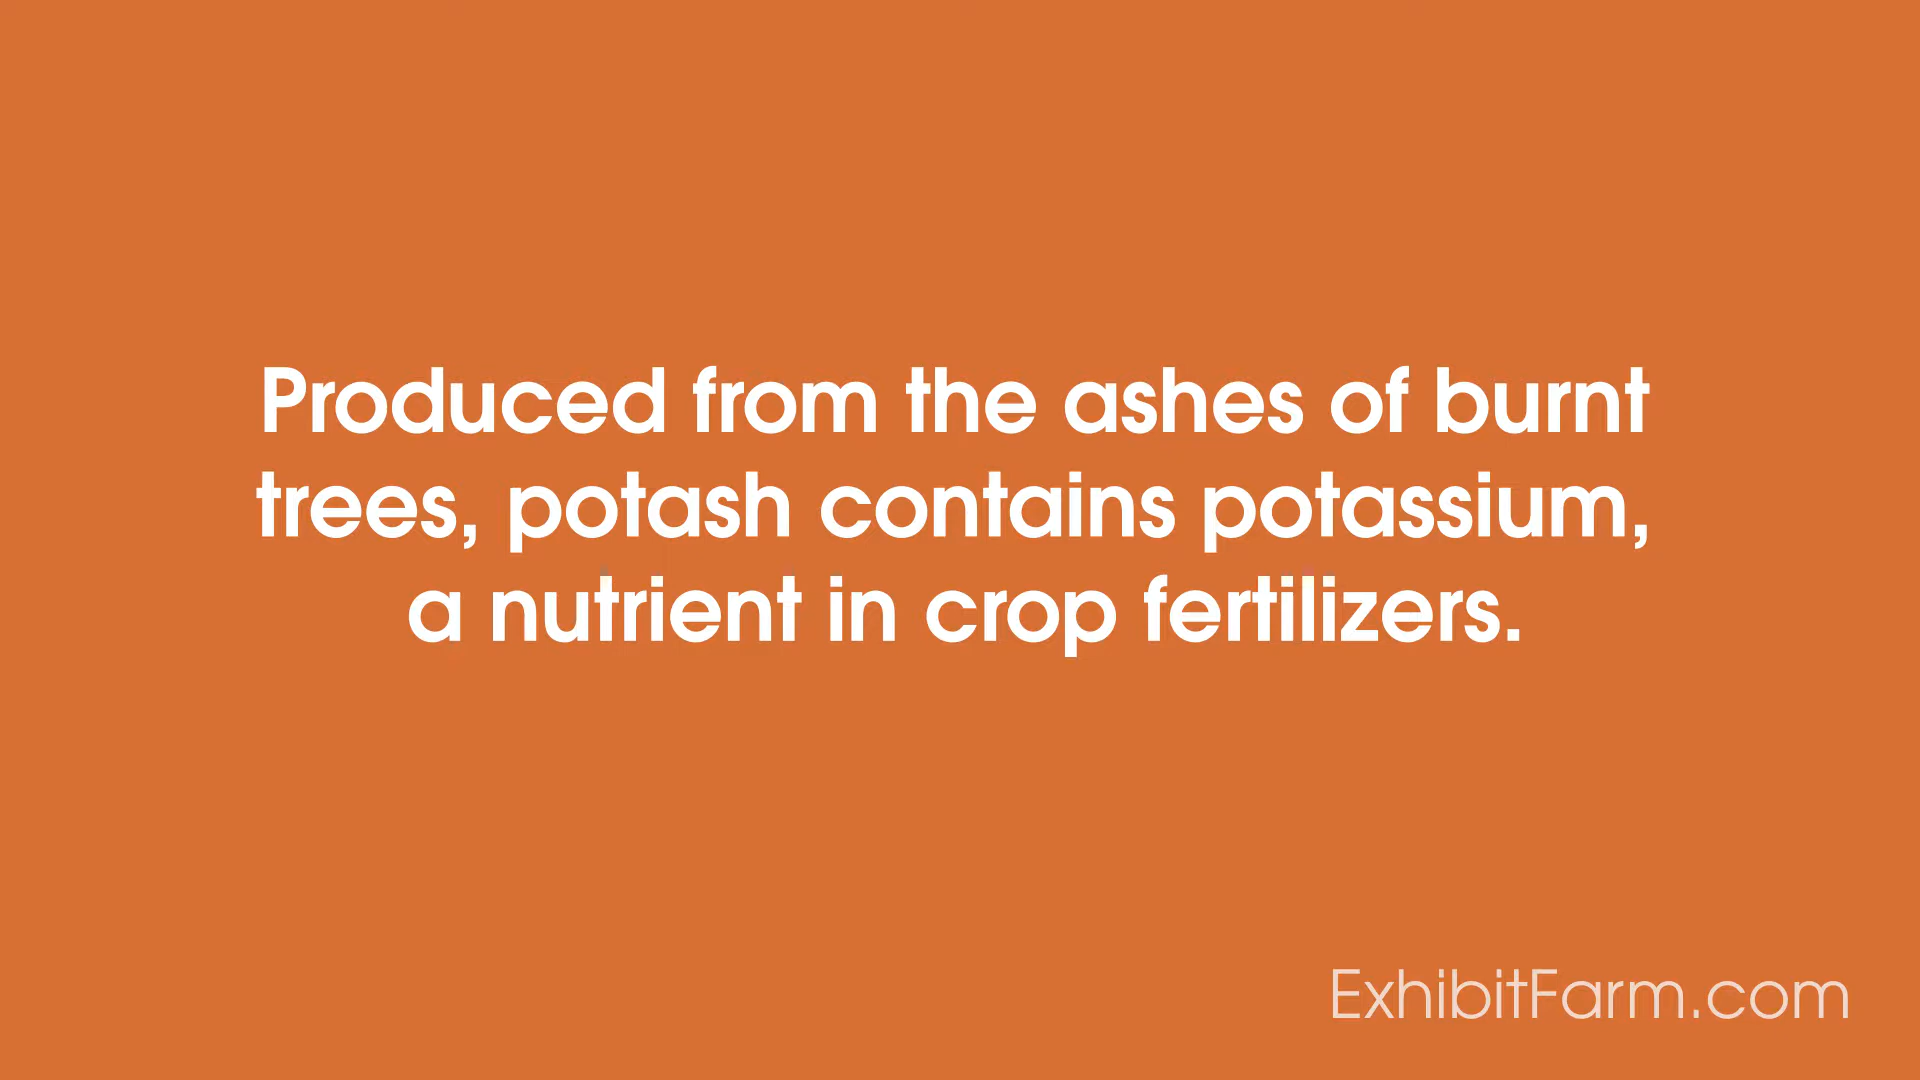 Produced from the ashes of burnt
trees, potash contains potassium,
a nutrient in crop fertilizers.
ExhibitFarm.com